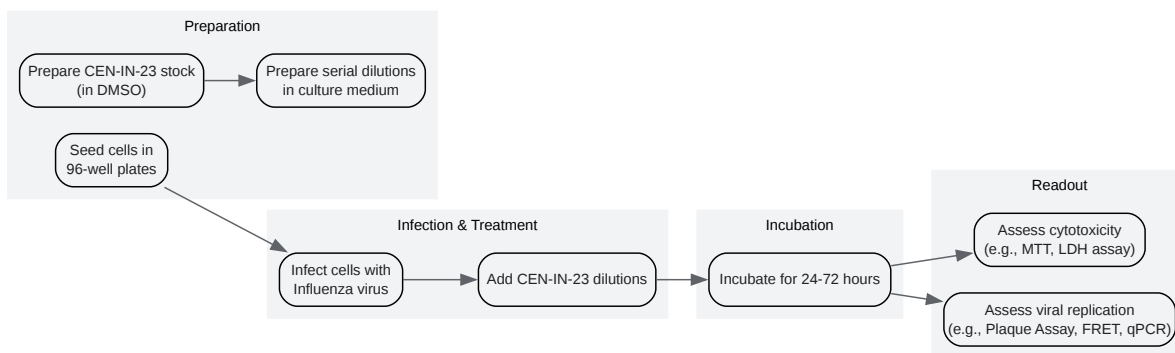 Preparation
Prepare CEN-IN-23 stock
(in DMSO)
Prepare serial dilutions
in culture medium
Seed cells in
96-well plates
Infection & Treatment
Infect cells with
Influenza virus
Add CEN-IN-23 dilutions
Incubation
Incubate for 24-72 hours
Readout
Assess cytotoxicity
(e.g., MTT, LDH assay)
Assess viral replication
(e.g., Plaque Assay, FRET, qPCR)